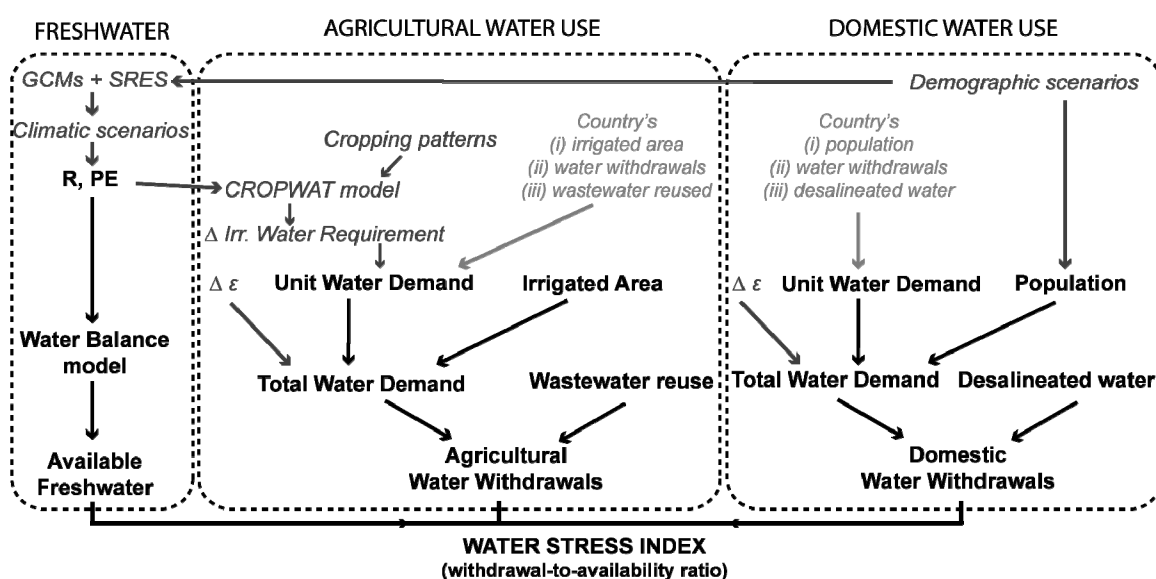 FRESHWATER
AGRICULTURAL WATER USE
DOMESTIC WATER USE
GCMs + SRES
Demographic scenarios
Climatic scenarios
R, PE
Cropping patterns
CROPWAT model
Δ Irr. Water Requirement
Country's
(i) irrigated area
(ii) water withdrawals
(iii) wastewater reused
Country's
(i) population
(ii) water withdrawals
(iii) desalineated water
Δ ε
Unit Water Demand
Irrigated Area
Δ ε
Unit Water Demand
Population
Water Balance
model
Total Water Demand
Wastewater reuse
Total Water Demand
Desalineated water
Available
Freshwater
Agricultural
Water Withdrawals
Domestic
Water Withdrawals
WATER STRESS INDEX
(withdrawal-to-availability ratio)